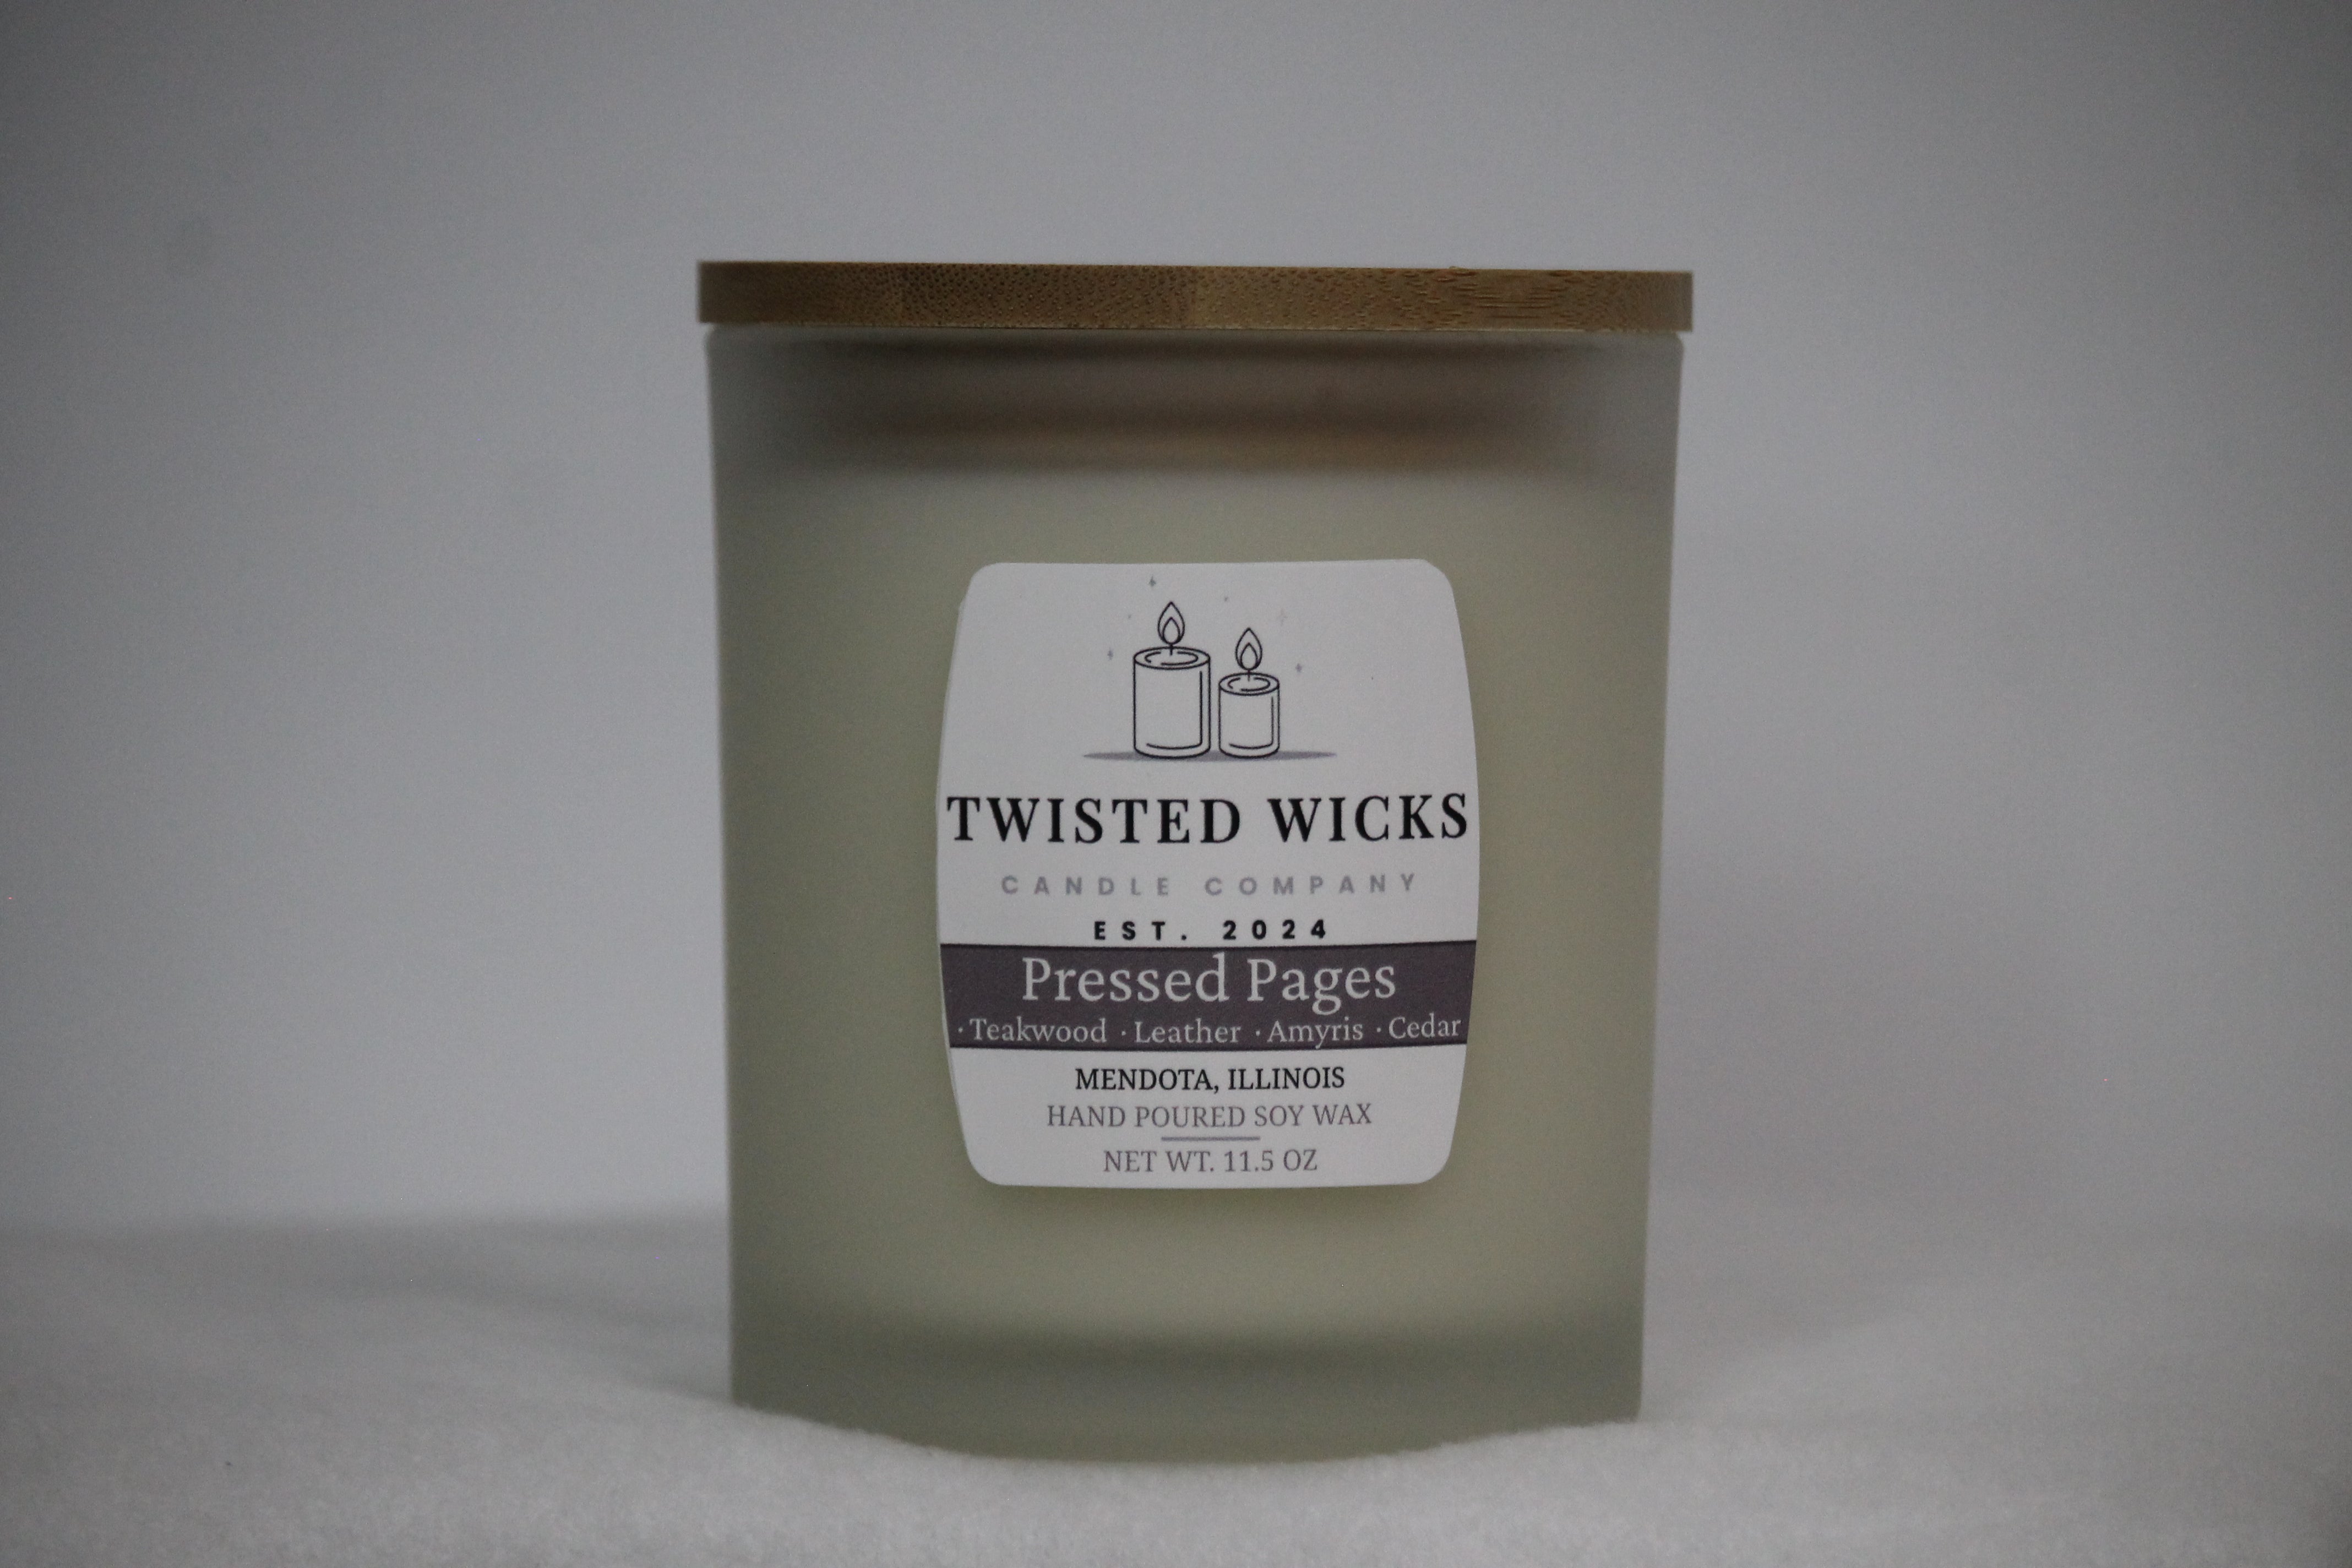 TWISTED WICKS
CANDLE COMPANY
EST. 2024
Pressed Pages
· Teakwood · Leather · Amyris · Cedar
MENDOTA, ILLINOIS
HAND POURED SOY WAX
NET WT. 11.5 OZ